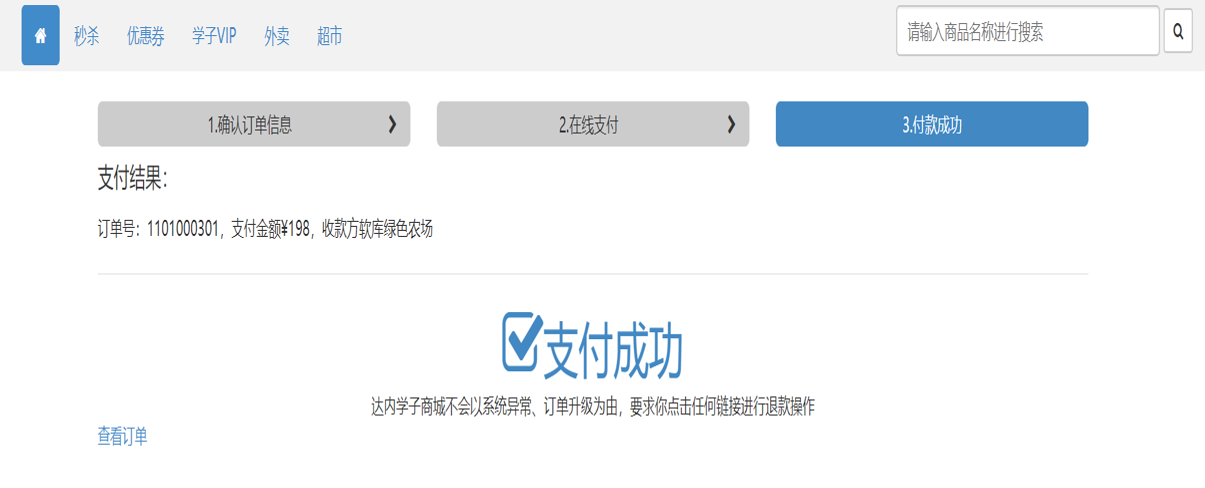 秒杀 优惠券 学子VIP 外卖 超市 请输入商品名称进行搜索
1.确认订单信息 2.在线支付 3.付款成功
支付结果：
订单号：1101000301，支付金额¥198，收款方软库绿色农场
支付成功
达内学子商城不会以系统异常、订单升级为由，要求你点击任何链接进行退款操作
查看订单